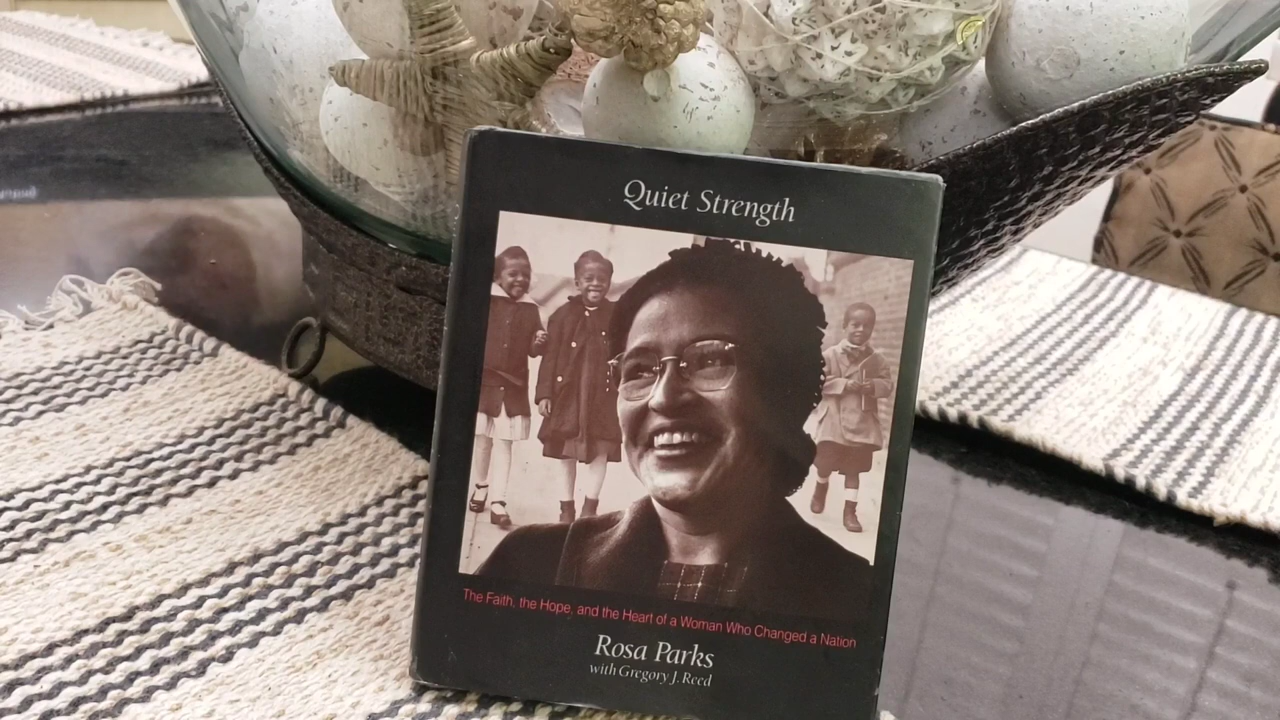 Quiet Strength
The Faith, the Hope, and the Heart of a Woman Who Changed a Nation
Rosa Parks
with Gregory J. Reed